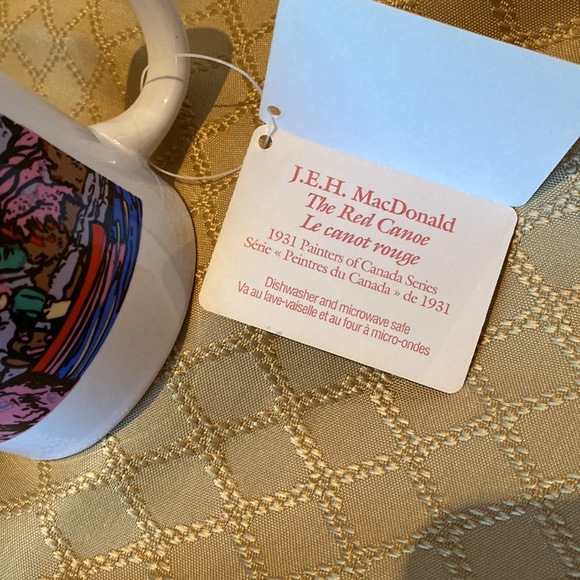 J.E.H. MacDonald
The Red Canoe
Le canot rouge
1931 Painters of Canada Series
Série « Peintres du Canada » de 1931
Dishwasher and microwave safe
Va au lave-vaiselle et au four à micro-ondes